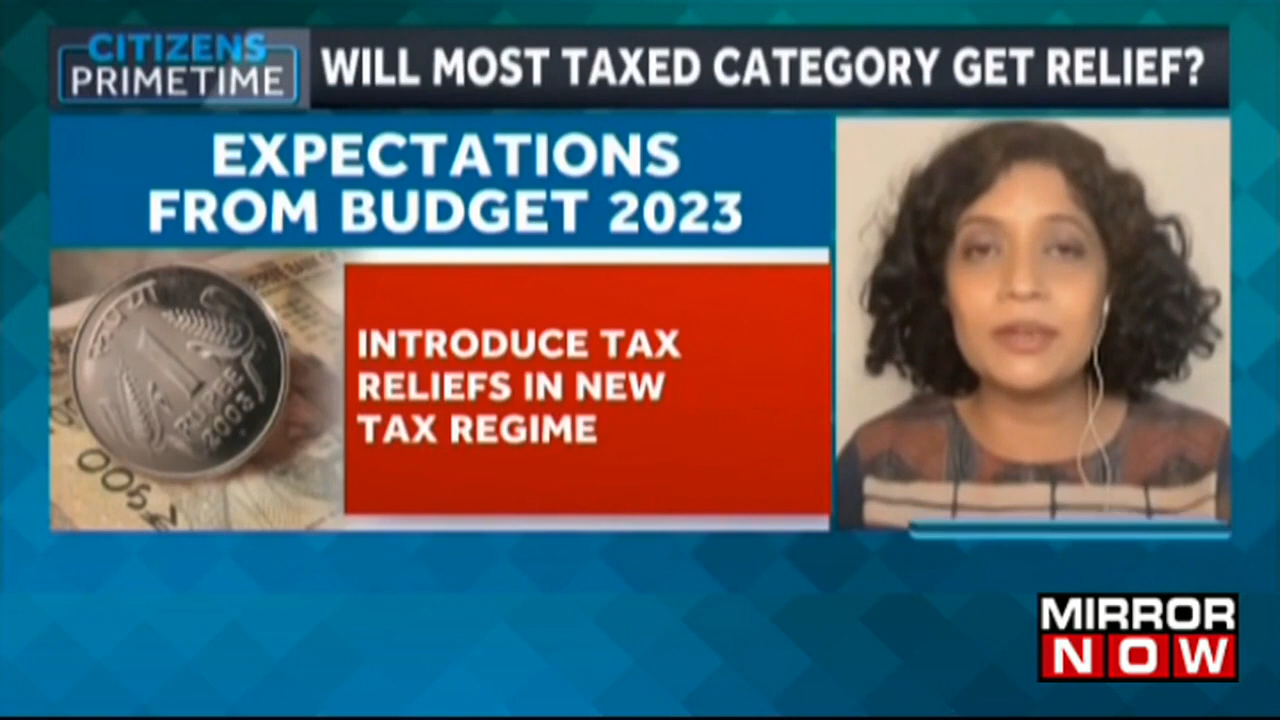 CITIZENS
PRIMETIME
WILL MOST TAXED CATEGORY GET RELIEF?
EXPECTATIONS
FROM BUDGET 2023
INTRODUCE TAX
RELIEFS IN NEW
TAX REGIME
1
RUPEE
2003
MIRROR
NOW